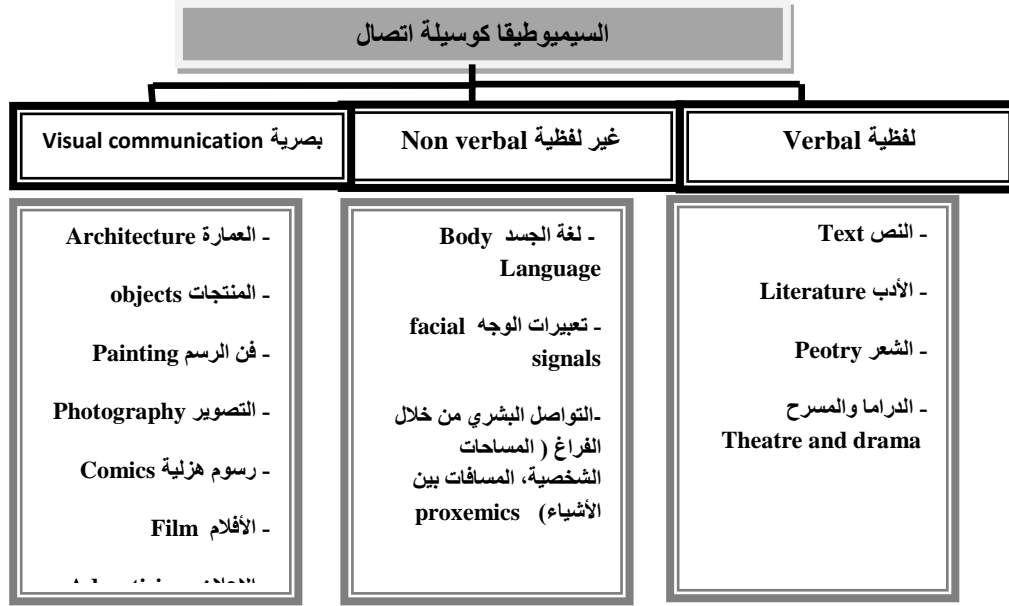 السيميوطيقا كوسيلة اتصال
لفظية Verbal
غير لفظية Non verbal
بصرية Visual communication
- النص Text
- الأدب Literature
- الشعر Peotry
- الدراما والمسرح
Theatre and drama
- لغة الجسد Body
Language
- تعبيرات الوجه facial
signals
-التواصل البشري من خلال
الفراغ ( المساحات
الشخصية، المسافات بين
الأشياء) proxemics
- العمارة Architecture
- المنتجات objects
- فن الرسم Painting
- التصوير Photography
- رسوم هزلية Comics
- الأفلام Film